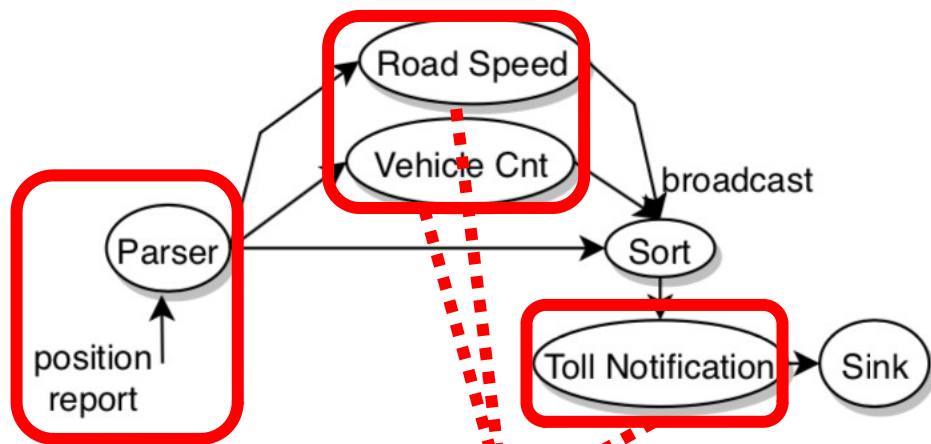 Road Speed
Vehicle Cnt
broadcast
Parser
Sort
position
report
Toll Notification
Sink